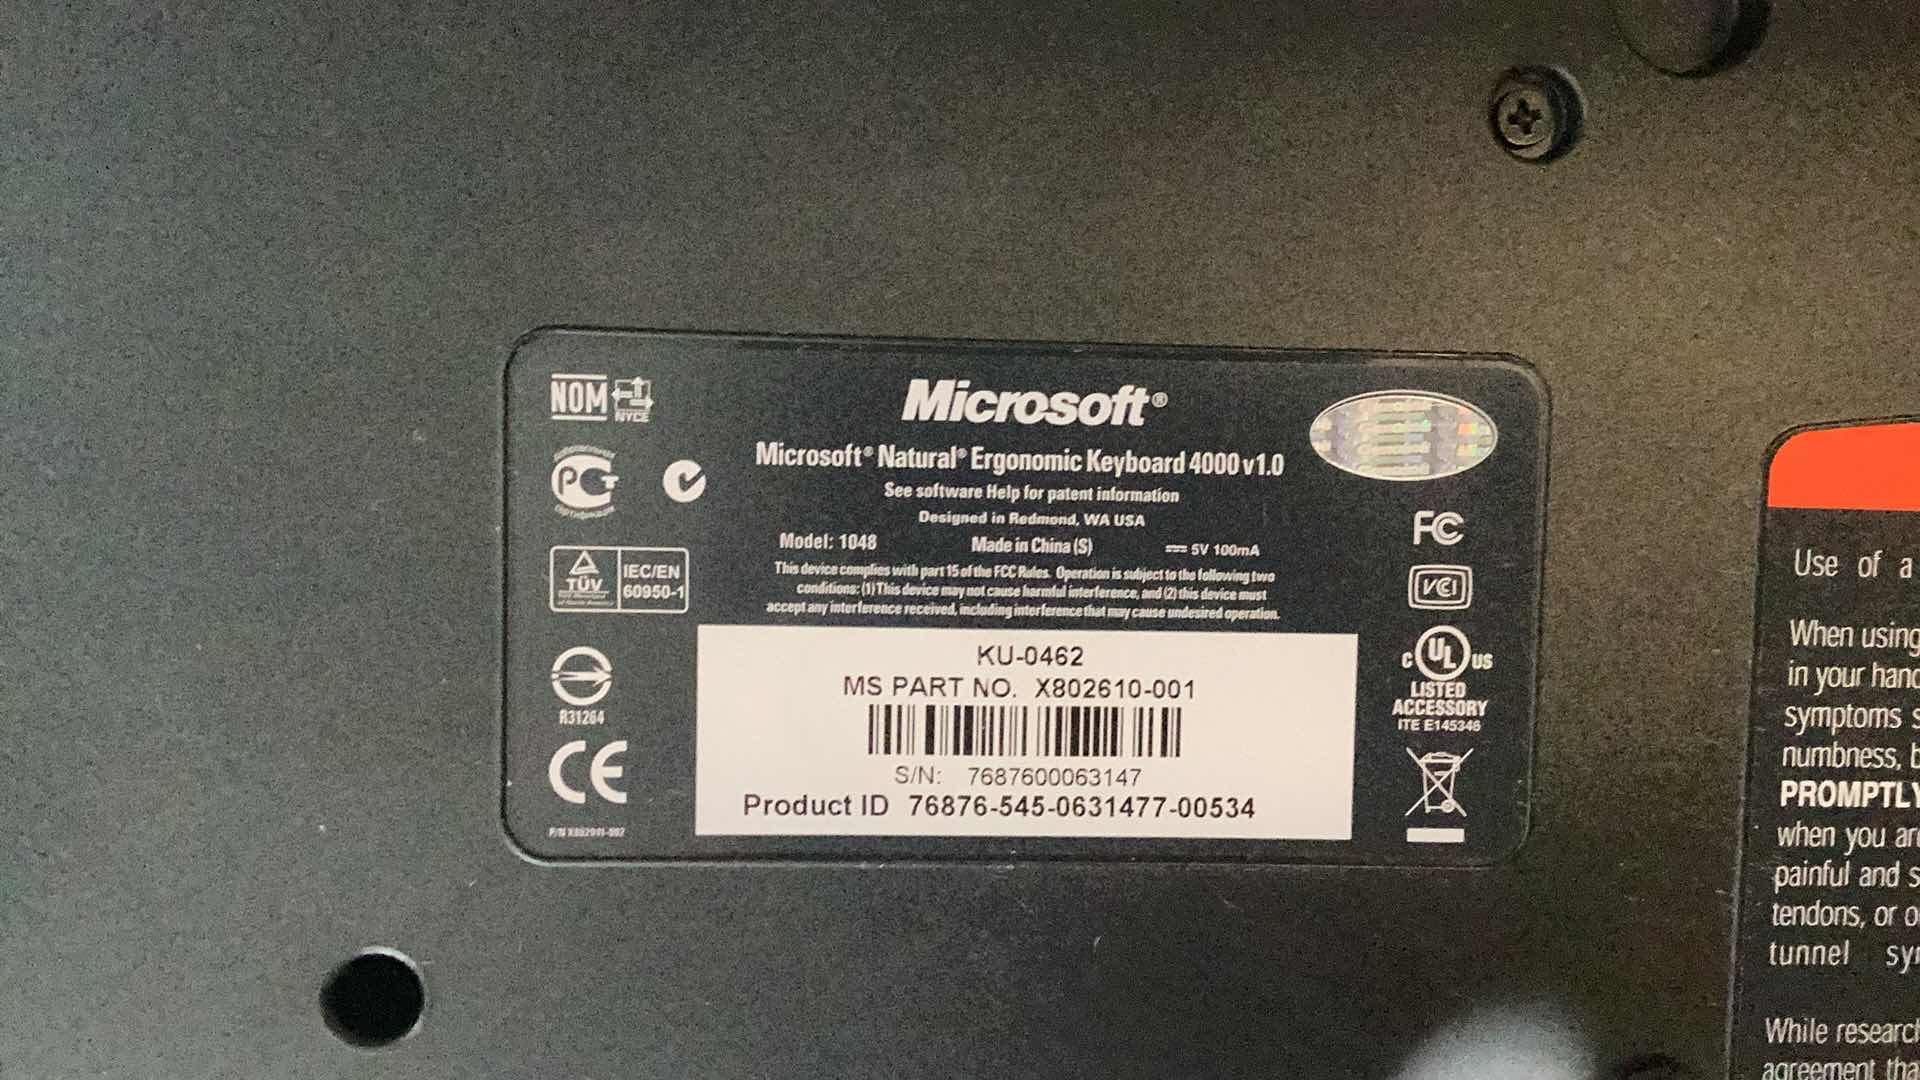 NOM
NYCE
Microsoft®
Microsoft® Natural® Ergonomic Keyboard 4000 v1.0
See software Help for patent information
Designed in Redmond, WA USA
Model: 1048 Made in China (S) 5V 100mA
This device complies with part 15 of the FCC Rules. Operation is subject to the following two
conditions: (1) This device may not cause harmful interference, and (2) this device must
accept any interference received, including interference that may cause undesired operation.
PCT
TÜV
IEC/EN
60950-1
R31264
CE
FC
VCI
c UL US
LISTED
ACCESSORY
ITE E145346
KU-0462
MS PART NO. X802610-001
S/N: 7687600063147
Product ID 76876-545-0631477-00534
Use of a
When using
in your hand
symptoms s
numbness, b
PROMPTLY
when you ar
painful and s
tendons, or o
tunnel sy
While research
agreement tha